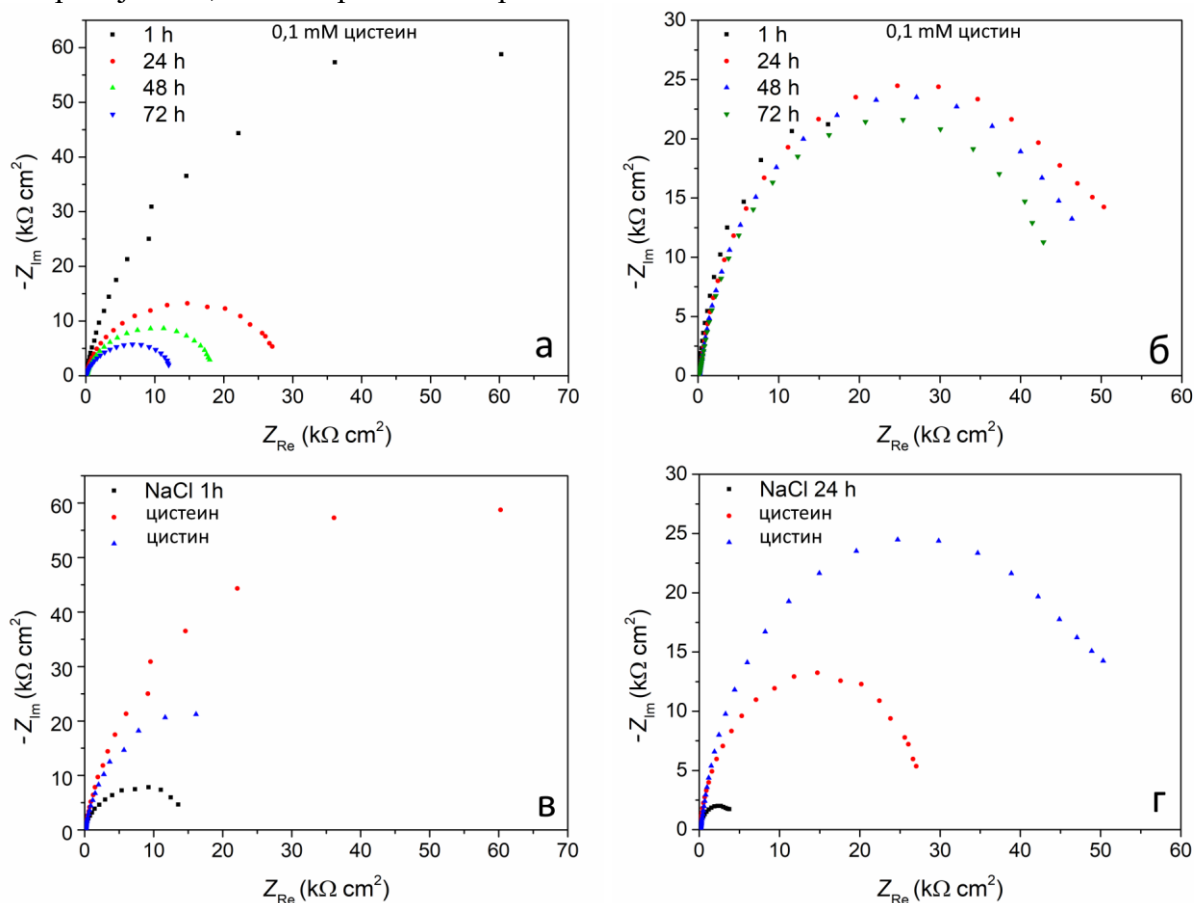 0,1 mM цистеин
1 h
24 h
48 h
72 h
-Z_Im (kΩ cm²)
60
50
40
30
20
10
0
а
0 10 20 30 40 50 60 70
Z_Re (kΩ cm²)
0,1 mM цистин
1 h
24 h
48 h
72 h
-Z_Im (kΩ cm²)
30
25
20
15
10
5
0
б
0 10 20 30 40 50 60
Z_Re (kΩ cm²)
NaCl 1h
цистеин
цистин
-Z_Im (kΩ cm²)
60
50
40
30
20
10
0
в
0 10 20 30 40 50 60 70
Z_Re (kΩ cm²)
NaCl 24 h
цистеин
цистин
-Z_Im (kΩ cm²)
30
25
20
15
10
5
0
г
0 10 20 30 40 50 60
Z_Re (kΩ cm²)